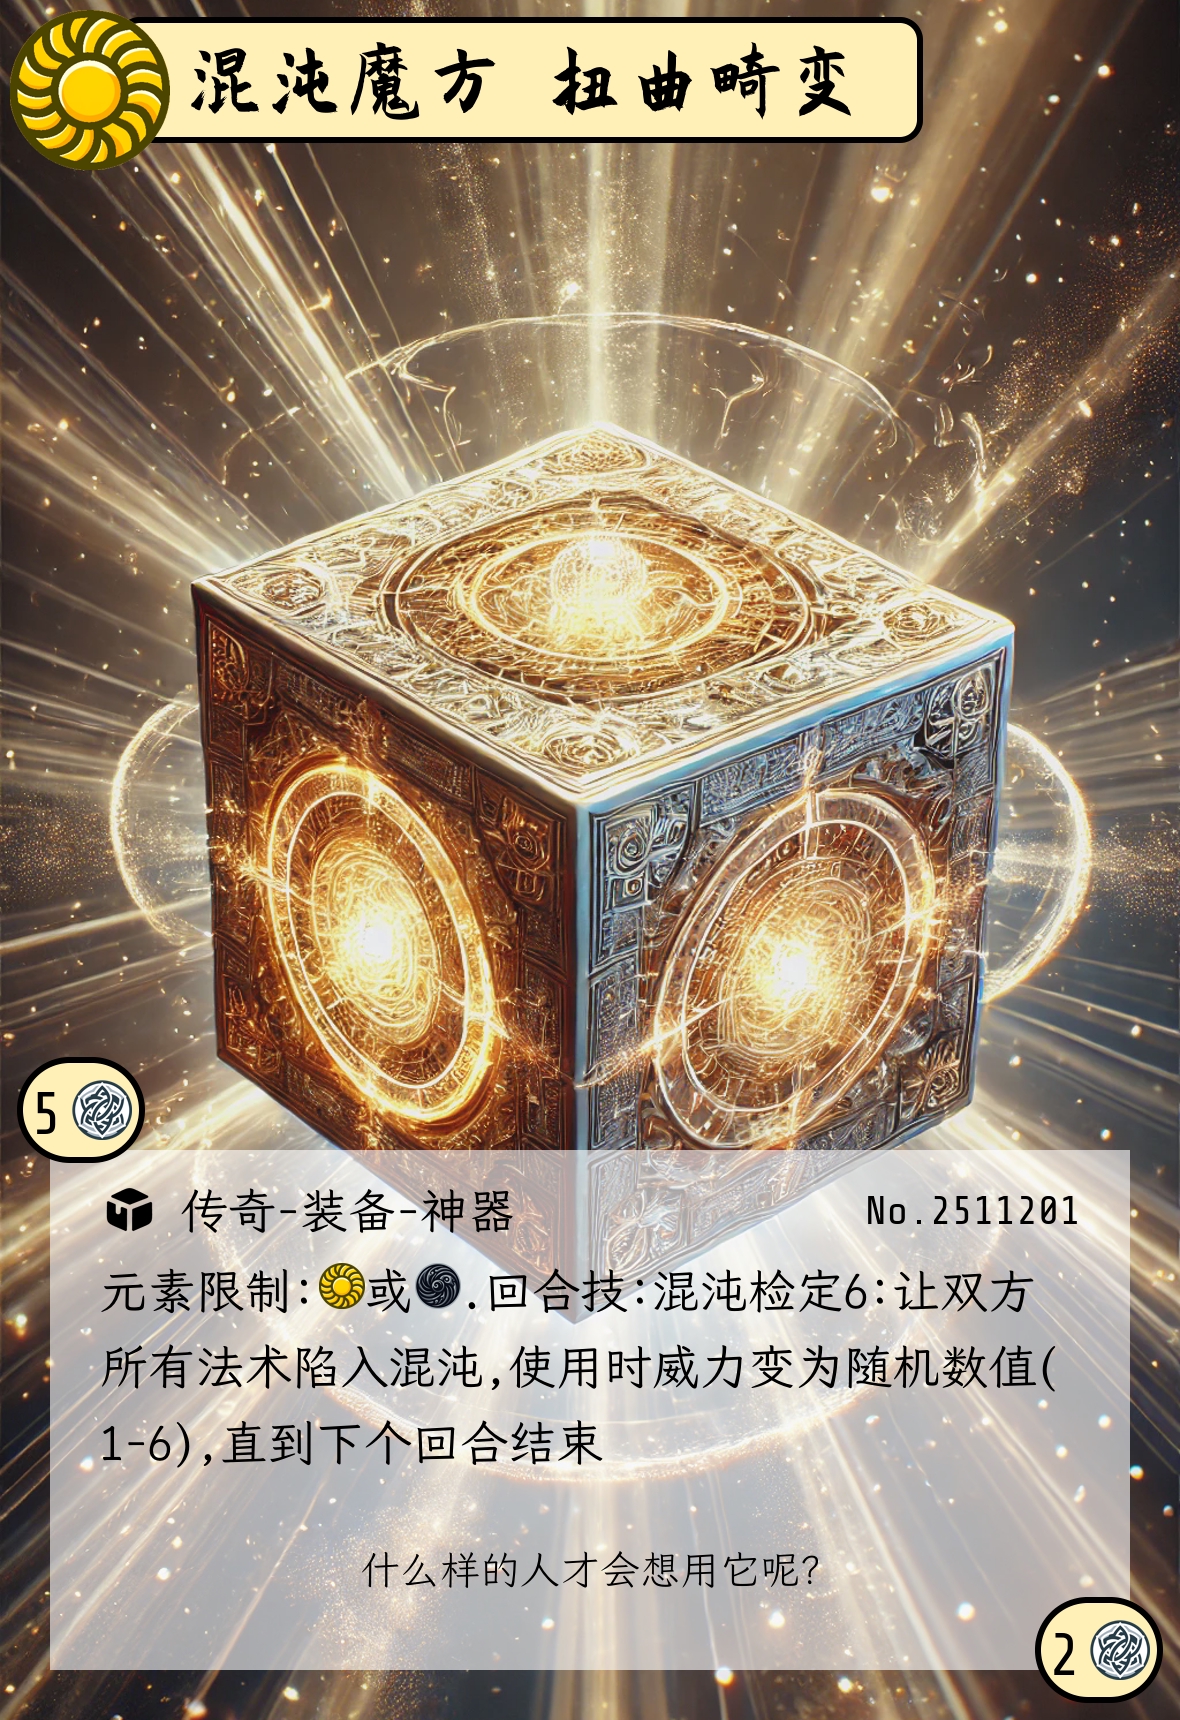 混沌魔方 扭曲畸变
5
传奇-装备-神器
No.2511201
元素限制:或.回合技:混沌检定6:让双方
所有法术陷入混沌,使用时威力变为随机数值(
1-6),直到下个回合结束
什么样的人才会想用它呢?
2